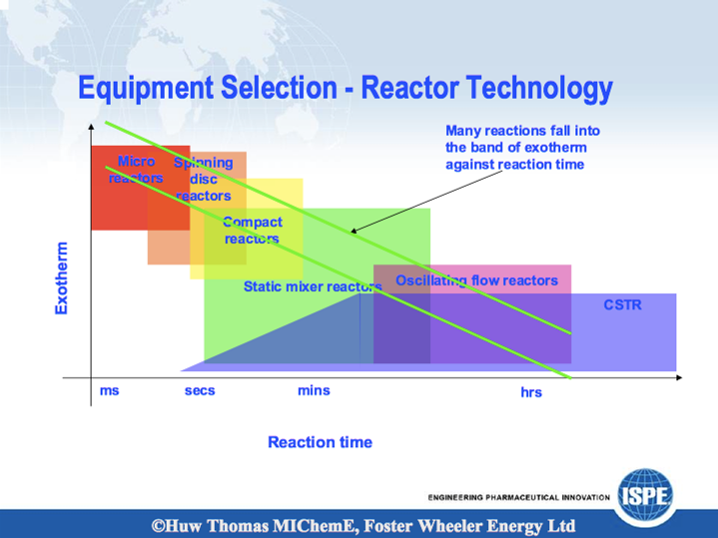 Equipment Selection - Reactor Technology
Many reactions fall into
the band of exotherm
against reaction time
Micro
reactors
Spinning
disc
reactors
Compact
reactors
Static mixer reactors
Oscillating flow reactors
CSTR
Exotherm
ms
secs
mins
hrs
Reaction time
ENGINEERING PHARMACEUTICAL INNOVATION
ISPE
©Huw Thomas MIChemE, Foster Wheeler Energy Ltd